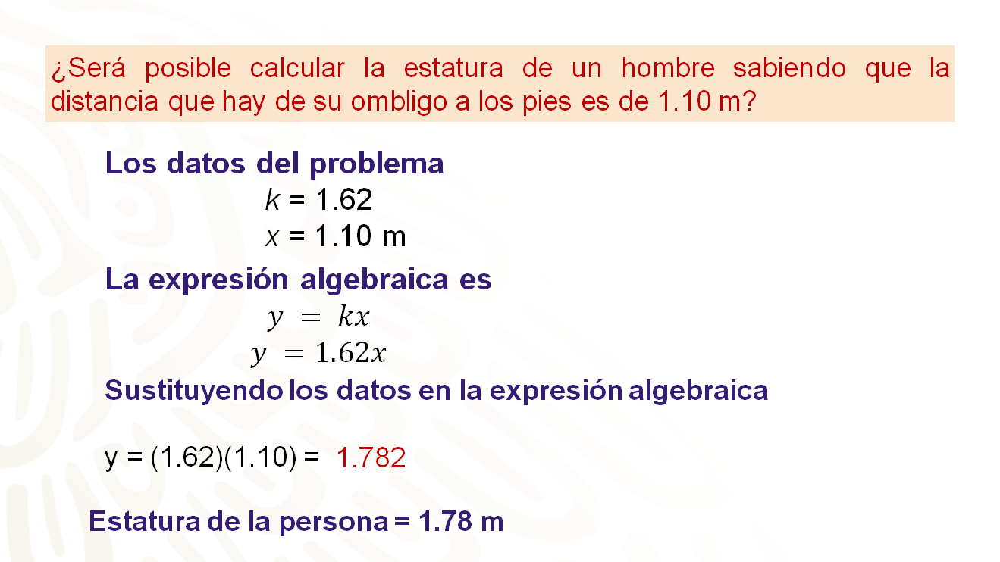 ¿Será posible calcular la estatura de un hombre sabiendo que la
distancia que hay de su ombligo a los pies es de 1.10 m?
Los datos del problema
k = 1.62
x = 1.10 m
La expresión algebraica es
y = kx
y = 1.62x
Sustituyendo los datos en la expresión algebraica
y = (1.62)(1.10) = 1.782
Estatura de la persona = 1.78 m